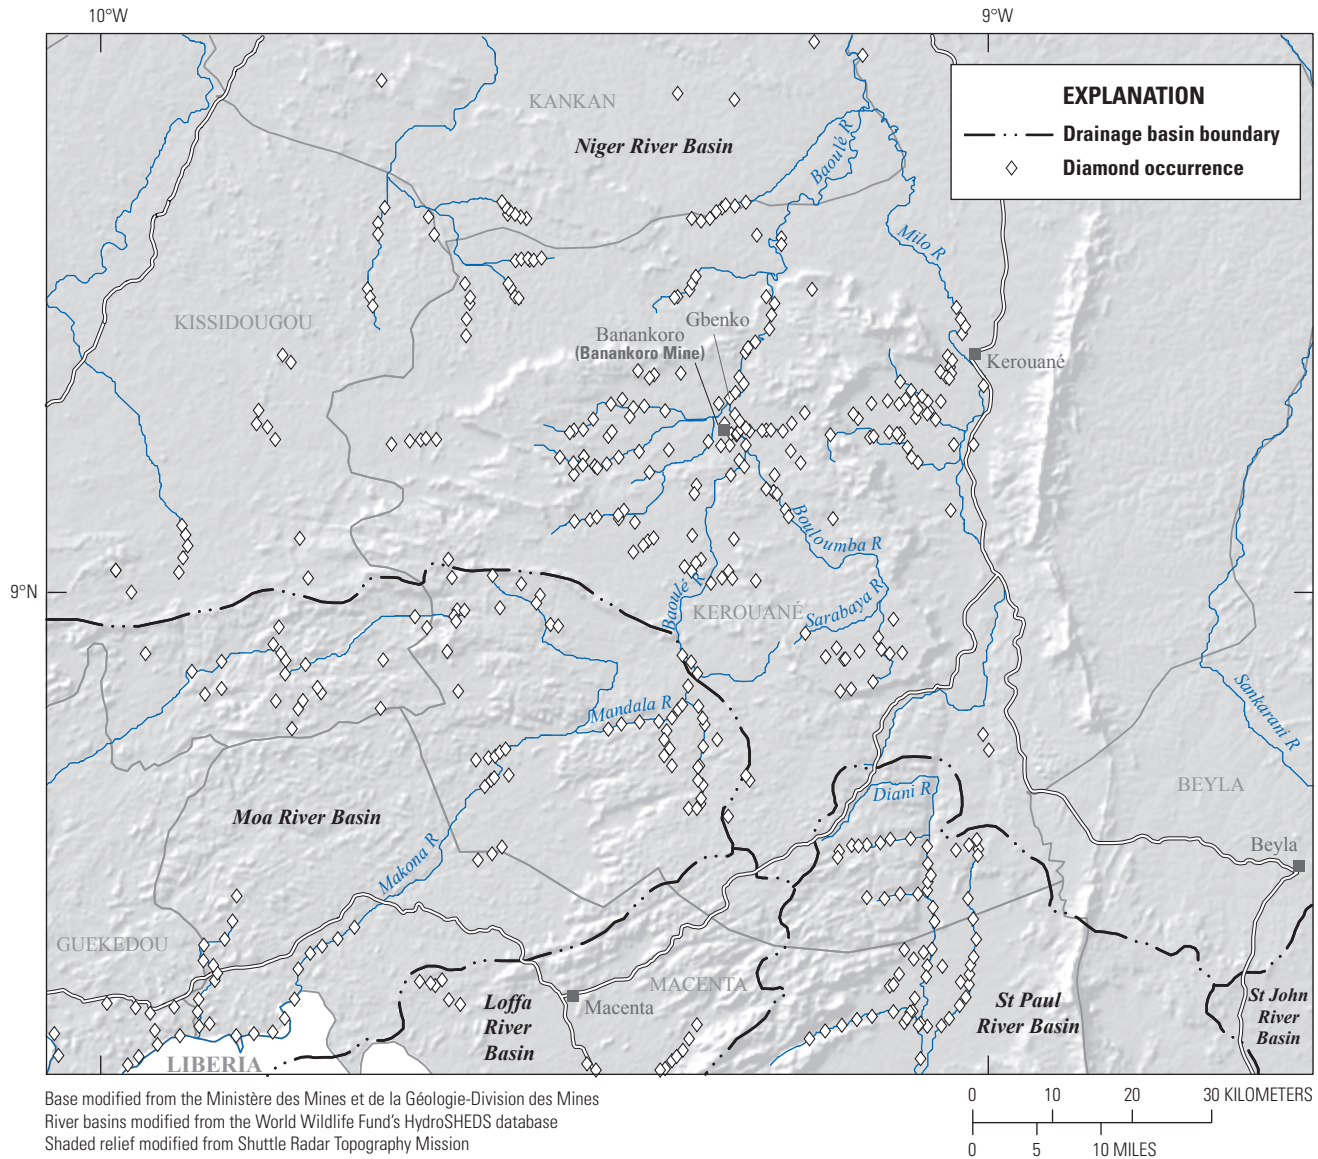 10°W
9°W
EXPLANATION
Drainage basin boundary
Diamond occurrence
KANKAN
Niger River Basin
Baoulé R
Milo R
KISSIDOUGOU
Gbenko
Banankoro
(Banankoro Mine)
Kerouané
Bouloumba R
9°N
Baoulé R
KEROUANÉ
Sarabaya R
Mandala R
Sankarani R
Diani R
BEYLA
Moa River Basin
Makona R
Beyla
GUEKEDOU
MACENTA
Macenta
Loffa
River
Basin
St Paul
River Basin
St John
River
Basin
LIBERIA
Base modified from the Ministère des Mines et de la Géologie-Division des Mines
River basins modified from the World Wildlife Fund's HydroSHEDS database
Shaded relief modified from Shuttle Radar Topography Mission
0 10 20 30 KILOMETERS
0 5 10 MILES